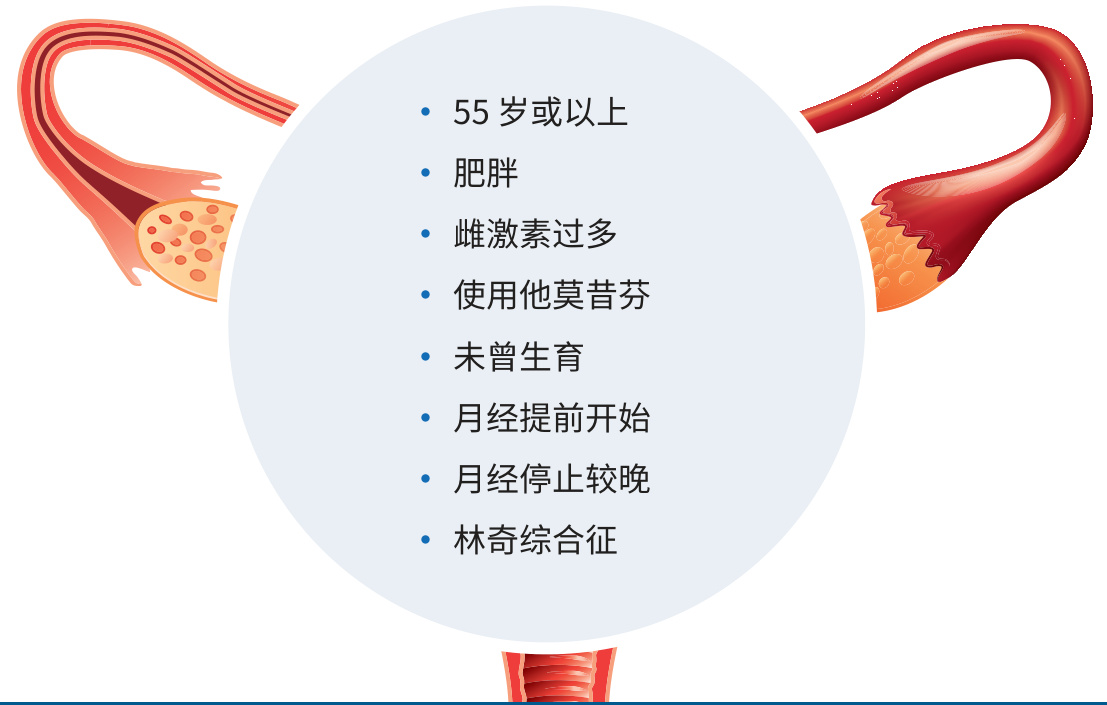 • 55 岁或以上
• 肥胖
• 雌激素过多
• 使用他莫昔芬
• 未曾生育
• 月经提前开始
• 月经停止较晚
• 林奇综合征